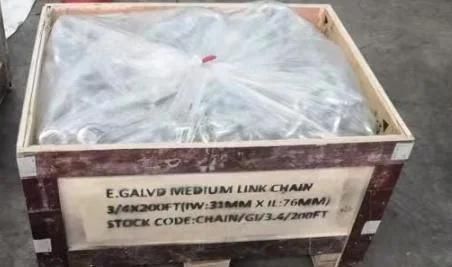 E.GALVD MEDIUM LINK CHAIN
3/4X200FT(IW:31MM X IL:76MM)
STOCK CODE:CHAIN/GI/3.4/200FT